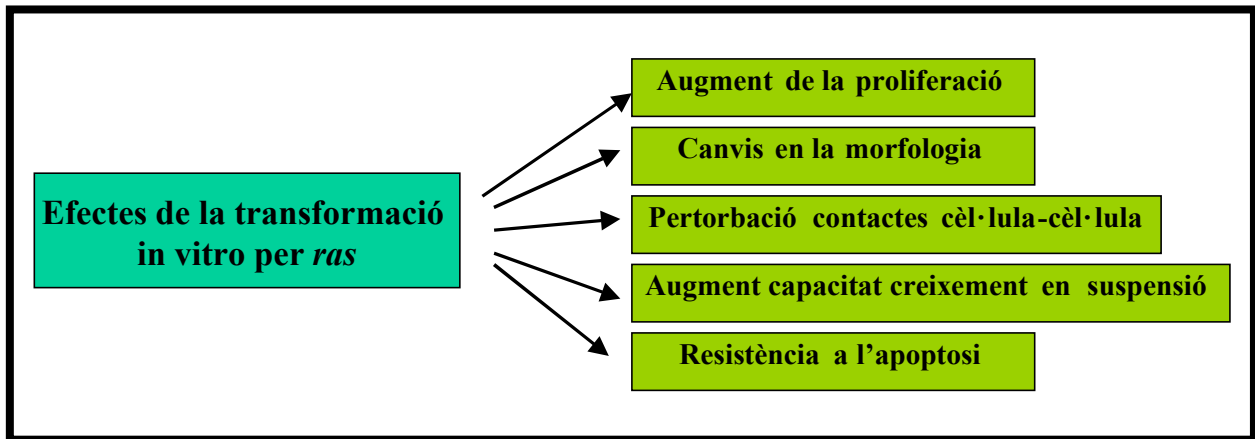 Efectes de la transformació
in vitro per ras
Augment de la proliferació
Canvis en la morfologia
Pertorbació contactes cèl·lula-cèl·lula
Augment capacitat creixement en suspensió
Resistència a l’apoptosi